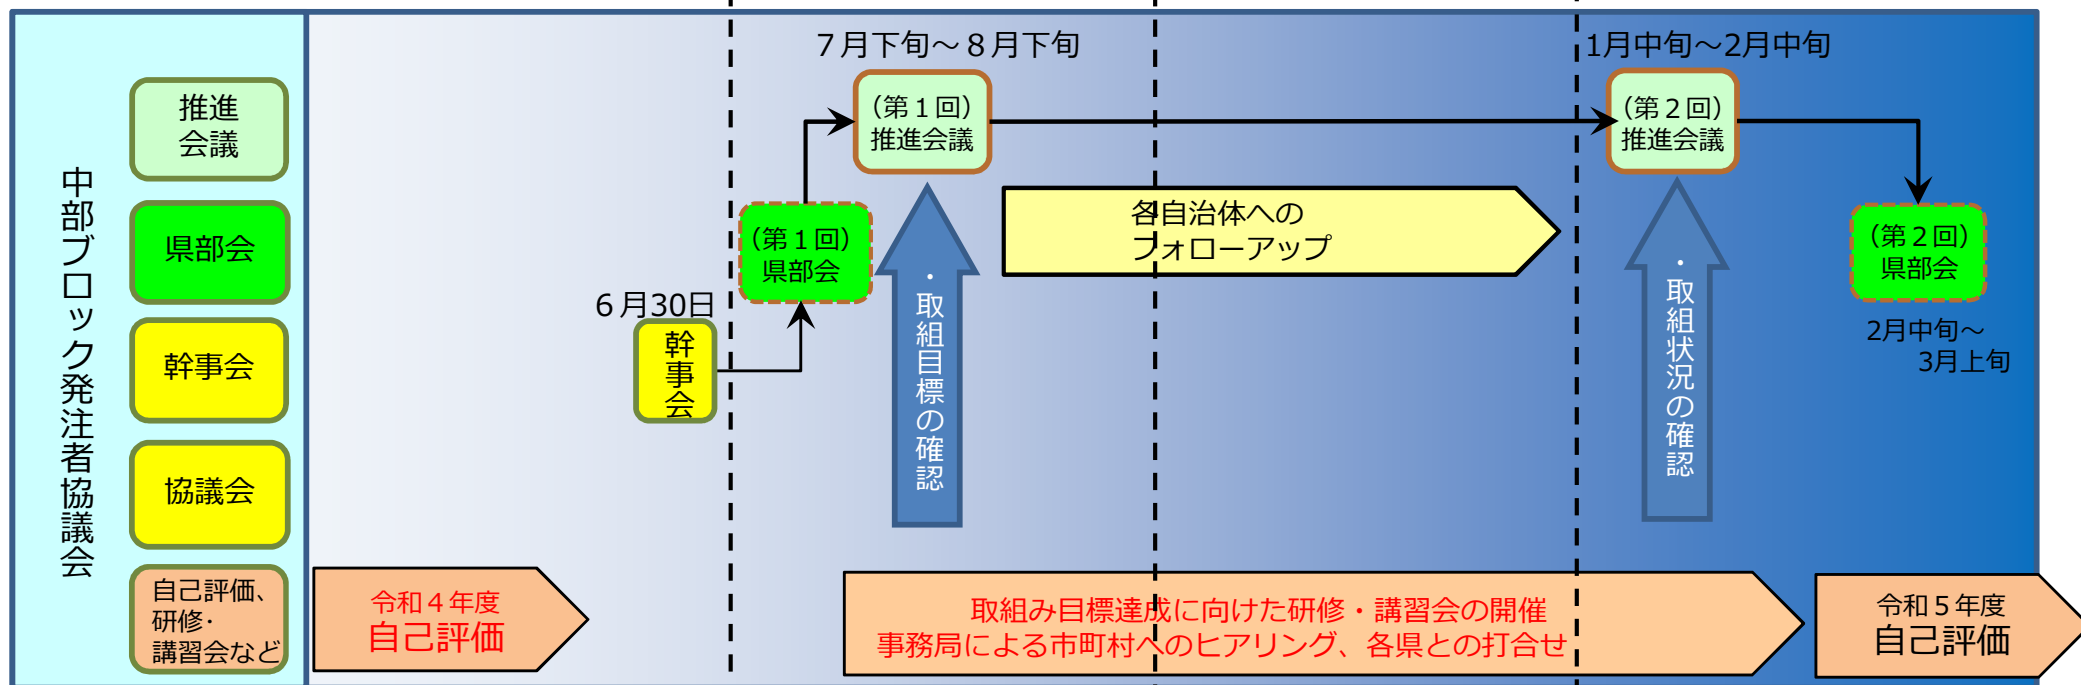 中部ブロック発注者協議会
推進
会議
県部会
幹事会
協議会
自己評価、
研修・
講習会など
7月下旬～8月下旬
1月中旬～2月中旬
(第1回)
推進会議
(第2回)
推進会議
(第1回)
県部会
各自治体への
フォローアップ
(第2回)
県部会
6月30日
幹事会
・取組目標の確認
・取組状況の確認
2月中旬～
3月上旬
令和4年度
自己評価
取組み目標達成に向けた研修・講習会の開催
事務局による市町村へのヒアリング、各県との打合せ
令和5年度
自己評価